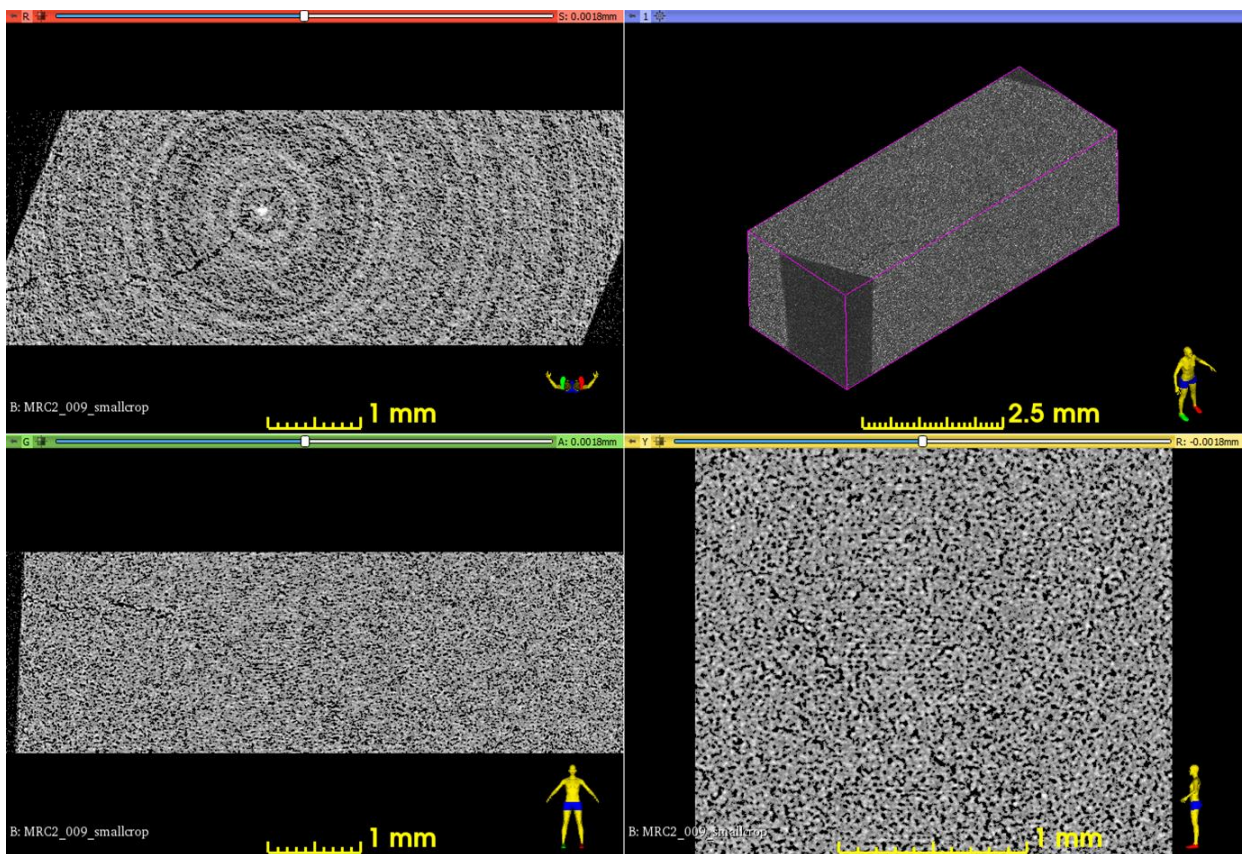 R
S: 0.0018mm
1
B: MRC2_009_smallcrop
1 mm
2.5 mm
G
A: 0.0018mm
Y
R: -0.0018mm
B: MRC2_009_smallcrop
1 mm
B: MRC2_009_smallcrop
1 mm